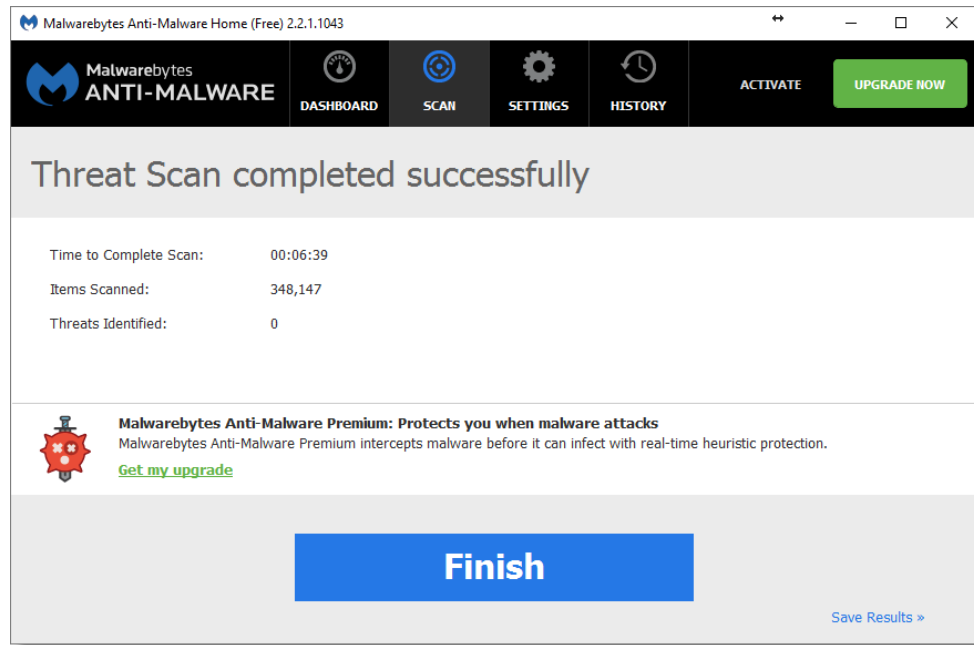 Malwarebytes Anti-Malware Home (Free) 2.2.1.1043
Malwarebytes
ANTI-MALWARE
DASHBOARD
SCAN
SETTINGS
HISTORY
ACTIVATE
UPGRADE NOW
Threat Scan completed successfully
Time to Complete Scan: 00:06:39
Items Scanned: 348,147
Threats Identified: 0
Malwarebytes Anti-Malware Premium: Protects you when malware attacks
Malwarebytes Anti-Malware Premium intercepts malware before it can infect with real-time heuristic protection.
Get my upgrade
Finish
Save Results »